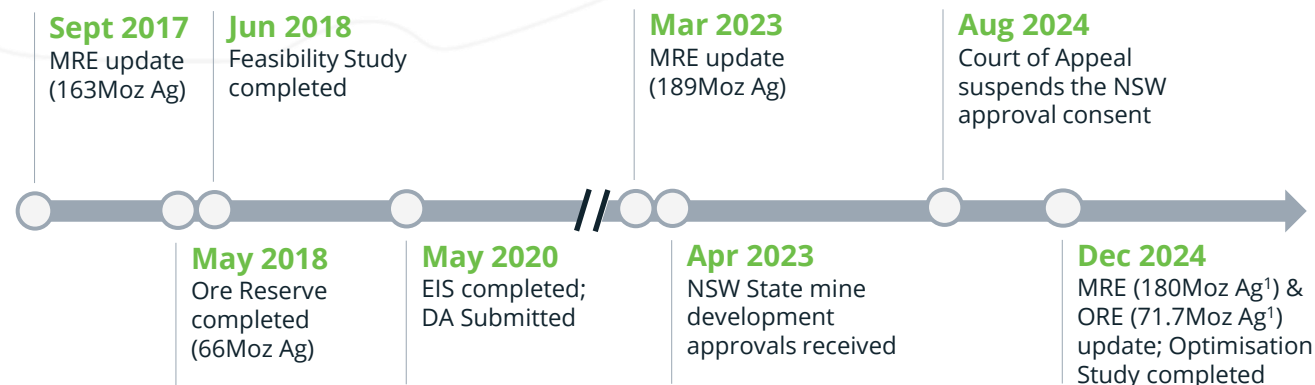 Sept 2017
MRE update
(163Moz Ag)
Jun 2018
Feasibility Study
completed
Mar 2023
MRE update
(189Moz Ag)
Aug 2024
Court of Appeal
suspends the NSW
approval consent
May 2018
Ore Reserve
completed
(66Moz Ag)
May 2020
EIS completed;
DA Submitted
Apr 2023
NSW State mine
development
approvals received
Dec 2024
MRE (180Moz Ag¹) &
ORE (71.7Moz Ag¹)
update; Optimisation
Study completed